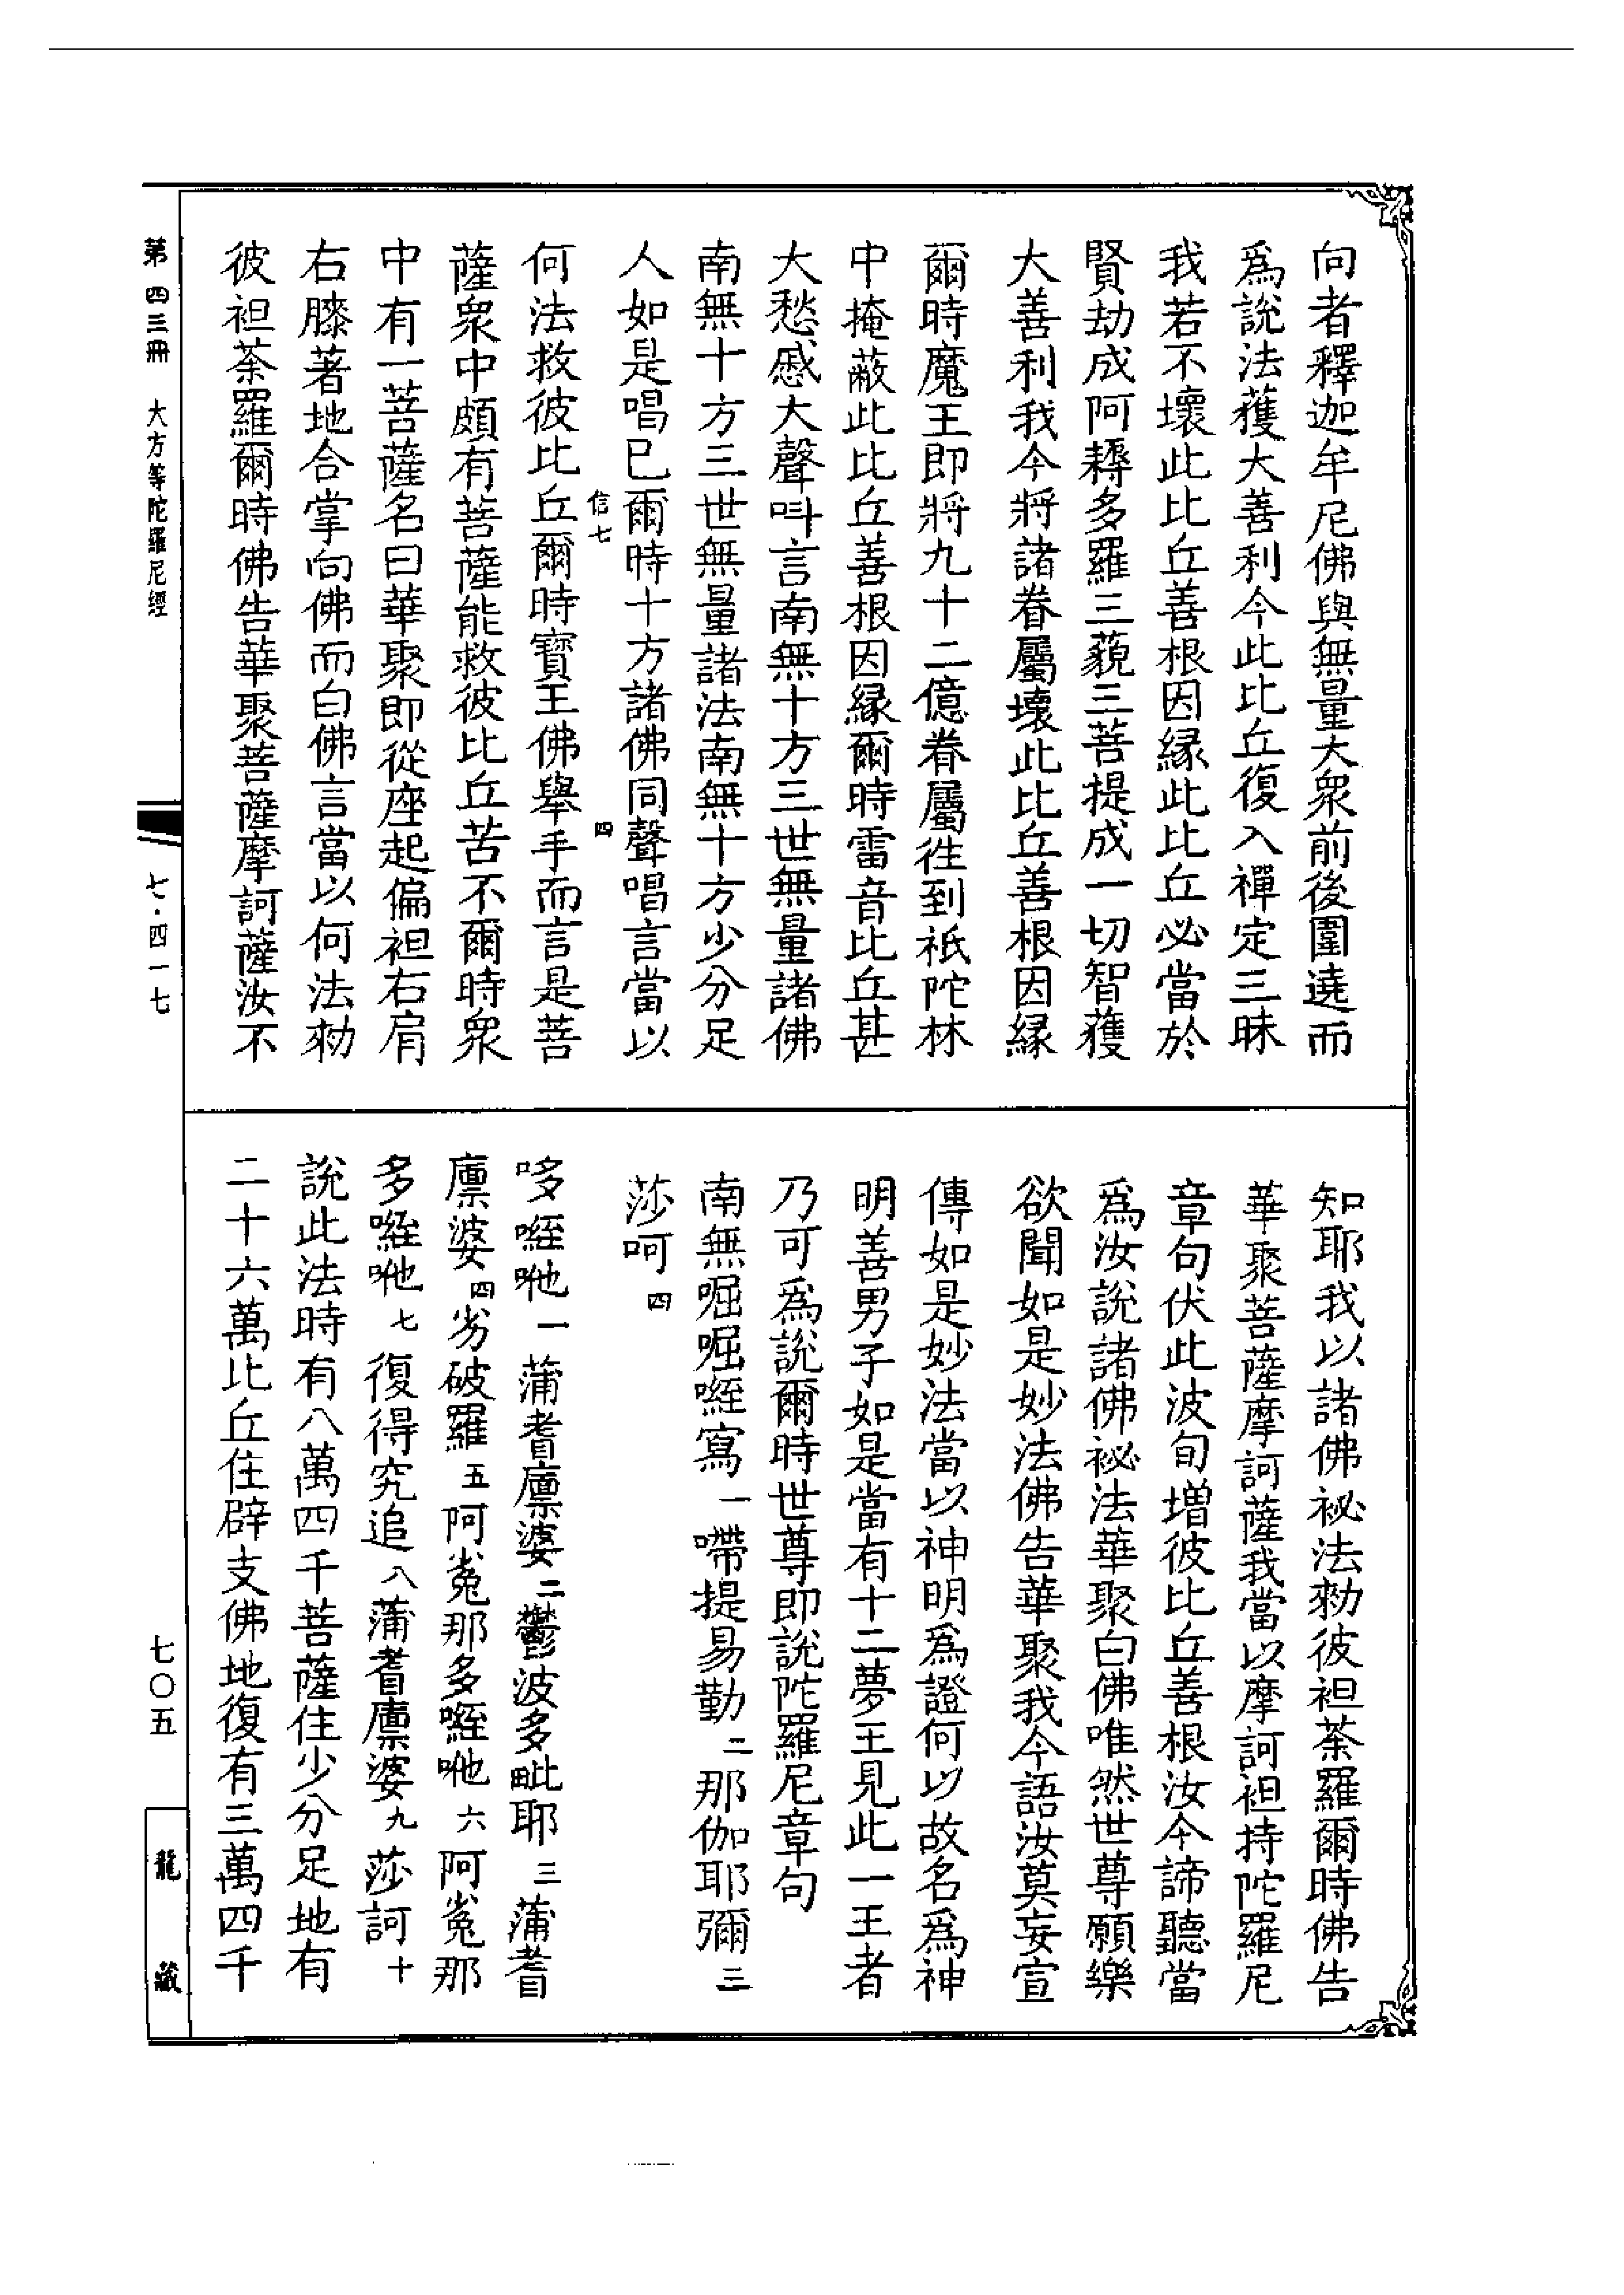 向者釋迦牟尼佛與無量大衆前後圍遶而
爲說法獲大善利今此比丘復入禪定三昧
我若不壞此比丘善根因緣此比丘必當於
賢劫成阿耨多羅三藐三菩提成一切智獲
大善利我今將諸眷屬壞此比丘善根因緣
爾時魔王即將九十二億眷屬徃到祇陀林
中掩蔽此比丘善根因緣爾時雷音比丘甚
大愁慼大聲叫言南無十方三世無量諸佛
南無十方三世無量諸法南無十方少分足
人如是唱已爾時十方諸佛同聲唱言當以
信七 四
何法救彼比丘爾時寶王佛舉手而言是菩
薩衆中頗有菩薩能救彼比丘苦不爾時衆
中有一菩薩名曰華聚即從座起偏袒右肩
右膝著地合掌向佛而白佛言當以何法勑
彼袒荼羅爾時佛告華聚菩薩摩訶薩汝不
知耶我以諸佛祕法勑彼袒荼羅爾時佛告
華聚菩薩摩訶薩我當以摩訶袒持陀羅尼
章句伏此波旬增彼比丘善根汝今諦聽當
爲汝說諸佛祕法華聚白佛唯然世尊願樂
欲聞如是妙法佛告華聚我今語汝莫妄宣
傳如是妙法當以神明爲證何以故名爲神
明善男子如是當有十二夢王見此一王者
乃可爲說爾時世尊即說陀羅尼章句
南無㖶㖶㘑寫一㗣提易勤二那伽耶彌三
莎呵四
哆㘑咃一蒲耆廩婆二鬱波多毗耶三蒲耆
廩婆四劣破羅五阿㝹那多㘑咃六阿㝹那
多㘑咃七復得究追八蒲耆廩婆九莎訶十
說此法時有八萬四千菩薩住少分足地有
二十六萬比丘住辟支佛地復有三萬四千
第四三冊 大方等陀羅尼經
七·四一七
七〇五
龍藏